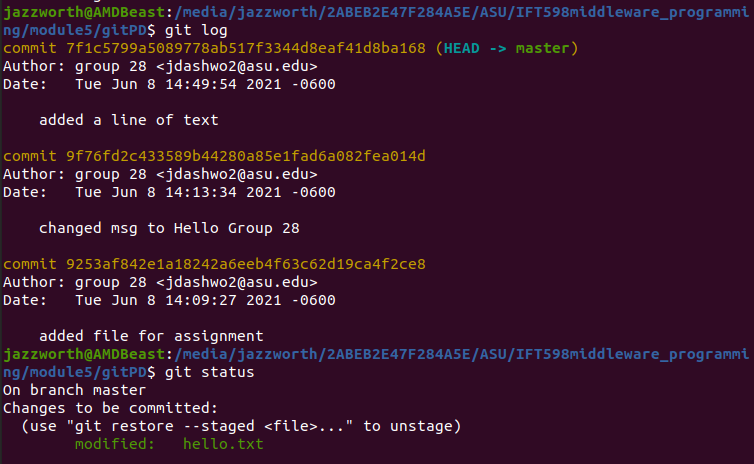 jazzworth@AMDBeast:/media/jazzworth/2ABEB2E47F284A5E/ASU/IFT598middleware_programmi
ng/module5/gitPD$ git log
commit 7f1c5799a5089778ab517f3344d8eaf41d8ba168 (HEAD -> master)
Author: group 28 <jdashwo2@asu.edu>
Date:   Tue Jun 8 14:49:54 2021 -0600
    added a line of text
commit 9f76fd2c433589b44280a85e1fad6a082fea014d
Author: group 28 <jdashwo2@asu.edu>
Date:   Tue Jun 8 14:13:34 2021 -0600
    changed msg to Hello Group 28
commit 9253af842e1a18242a6eeb4f63c62d19ca4f2ce8
Author: group 28 <jdashwo2@asu.edu>
Date:   Tue Jun 8 14:09:27 2021 -0600
    added file for assignment
jazzworth@AMDBeast:/media/jazzworth/2ABEB2E47F284A5E/ASU/IFT598middleware_programmi
ng/module5/gitPD$ git status
On branch master
Changes to be committed:
  (use "git restore --staged <file>..." to unstage)
        modified:   hello.txt